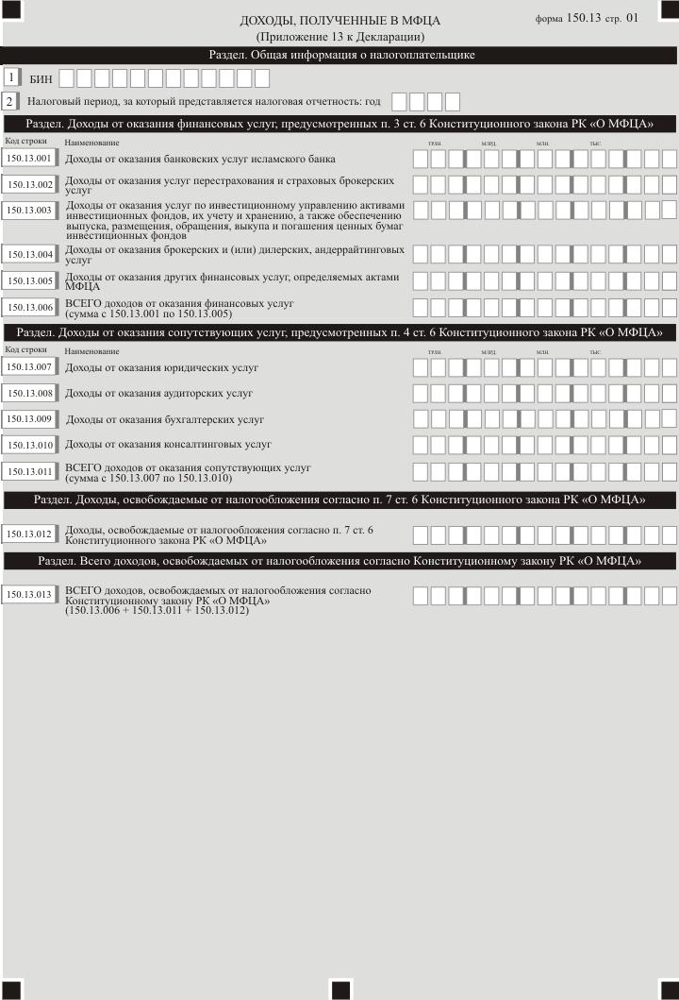 ДОХОДЫ, ПОЛУЧЕННЫЕ В МФЦА
форма 150.13 стр. 01
(Приложение 13 к Декларации)
Раздел. Общая информация о налогоплательщике
1 БИН
2 Налоговый период, за который представляется налоговая отчетность: год
Раздел. Доходы от оказания финансовых услуг, предусмотренных п. 3 ст. 6 Конституционного закона РК «О МФЦА»
Код строки Наименование ТРЛН. МЛРД. МЛН. ТЫС.
150.13.001 Доходы от оказания банковских услуг исламского банка
150.13.002 Доходы от оказания услуг перестрахования и страховых брокерских
услуг
150.13.003 Доходы от оказания услуг по инвестиционному управлению активами
инвестиционных фондов, их учету и хранению, а также обеспечению
выпуска, размещения, обращения, выкупа и погашения ценных бумаг
инвестиционных фондов
150.13.004 Доходы от оказания брокерских и (или) дилерских, андеррайтинговых
услуг
150.13.005 Доходы от оказания других финансовых услуг, определяемых актами
МФЦА
150.13.006 ВСЕГО доходов от оказания финансовых услуг
(сумма с 150.13.001 по 150.13.005)
Раздел. Доходы от оказания сопутствующих услуг, предусмотренных п. 4 ст. 6 Конституционного закона РК «О МФЦА»
Код строки Наименование ТРЛН. МЛРД. МЛН. ТЫС.
150.13.007 Доходы от оказания юридических услуг
150.13.008 Доходы от оказания аудиторских услуг
150.13.009 Доходы от оказания бухгалтерских услуг
150.13.010 Доходы от оказания консалтинговых услуг
150.13.011 ВСЕГО доходов от оказания сопутствующих услуг
(сумма с 150.13.007 по 150.13.010)
Раздел. Доходы, освобождаемые от налогообложения согласно п. 7 ст. 6 Конституционного закона РК «О МФЦА»
150.13.012 Доходы, освобождаемые от налогообложения согласно п. 7 ст. 6
Конституционного закона РК «О МФЦА»
Раздел. Всего доходов, освобождаемых от налогообложения согласно Конституционному закону РК «О МФЦА»
150.13.013 ВСЕГО доходов, освобождаемых от налогообложения согласно
Конституционному закону РК «О МФЦА»
(150.13.006 + 150.13.011 + 150.13.012)